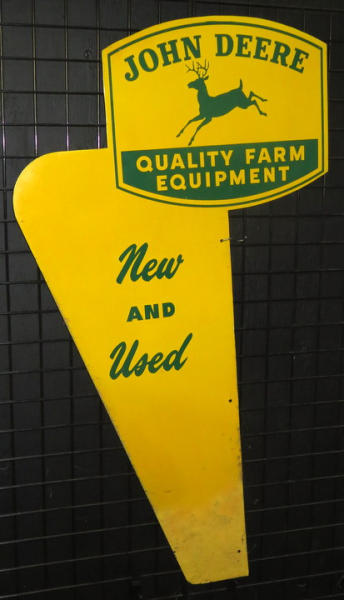 JOHN DEERE
QUALITY FARM
EQUIPMENT
New
AND
Used